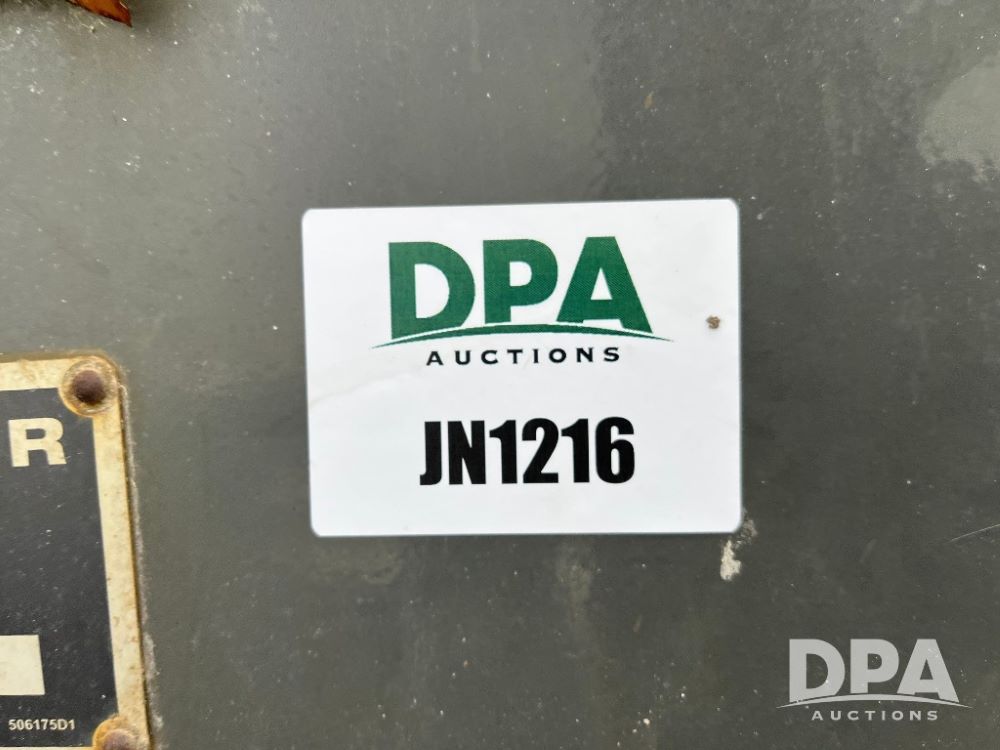 DPA
AUCTIONS
JN1216
R
506175D1
DPA
AUCTIONS